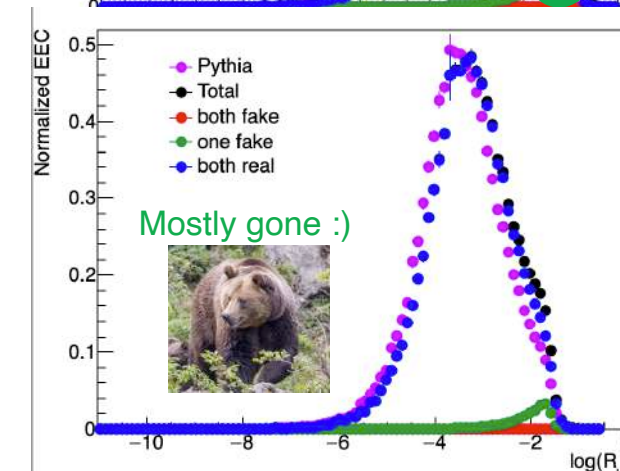 0
Normalized EEC
0.5
0.4
0.3
0.2
0.1
0
Pythia
Total
both fake
one fake
both real
Mostly gone :)
−10
−8
−6
−4
−2
log(R